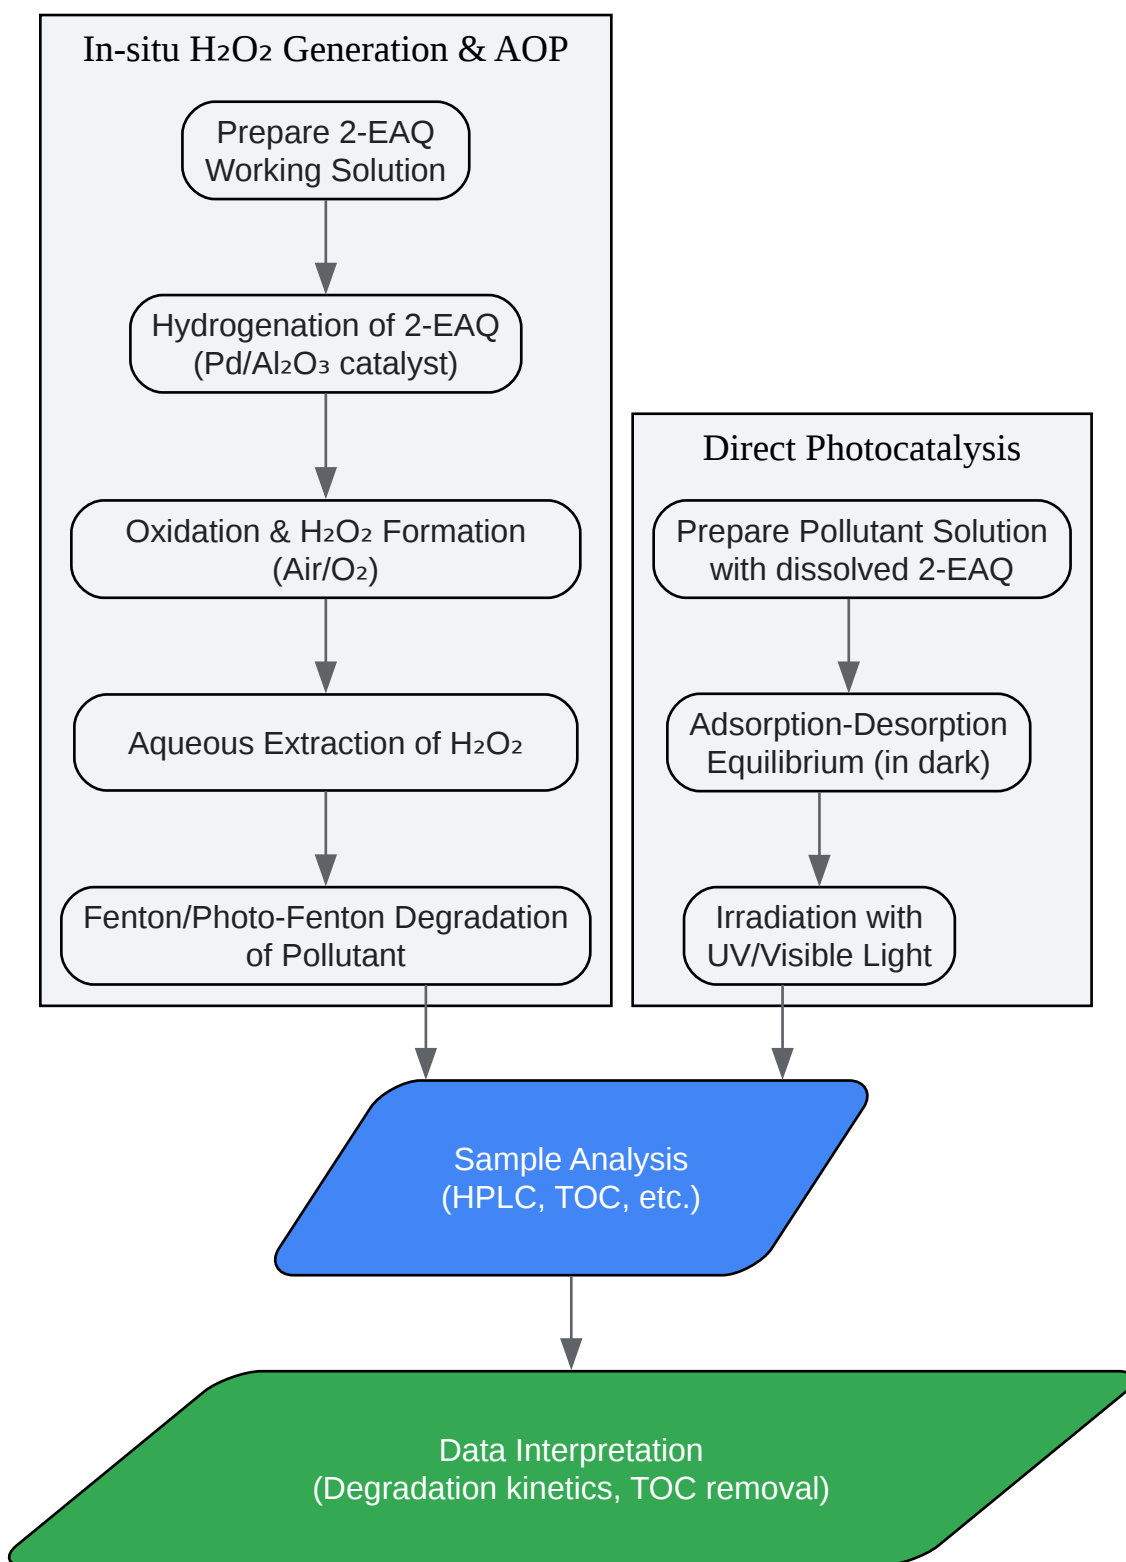 In-situ H₂O₂ Generation & AOP
Prepare 2-EAQ
Working Solution
Hydrogenation of 2-EAQ
(Pd/Al₂O₃ catalyst)
Oxidation & H₂O₂ Formation
(Air/O₂)
Aqueous Extraction of H₂O₂
Fenton/Photo-Fenton Degradation
of Pollutant
Direct Photocatalysis
Prepare Pollutant Solution
with dissolved 2-EAQ
Adsorption-Desorption
Equilibrium (in dark)
Irradiation with
UV/Visible Light
Sample Analysis
(HPLC, TOC, etc.)
Data Interpretation
(Degradation kinetics, TOC removal)